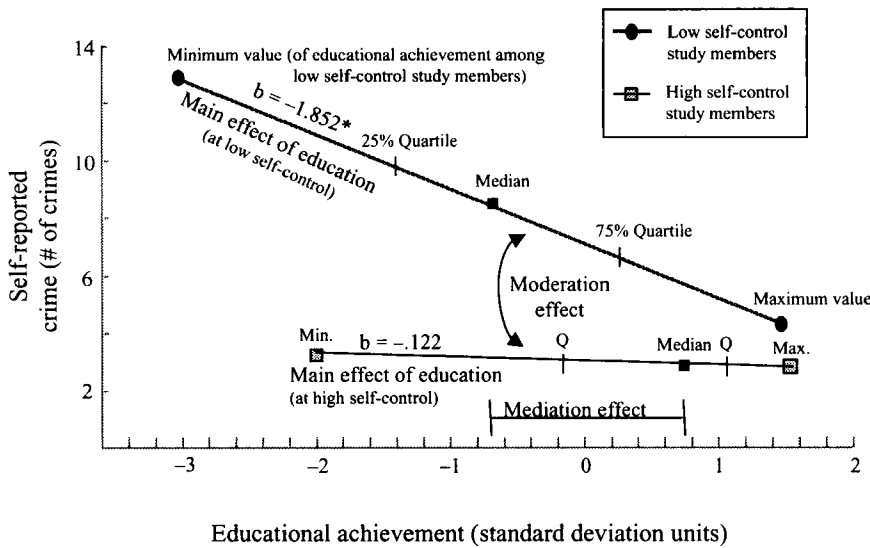 14
10
6
2
Self-reported
crime (# of crimes)
Minimum value (of educational achievement among
low self-control study members)
b = −1.852*
Main effect of education
(at low self-control)
25% Quartile
Median
75% Quartile
Maximum value
Moderation
effect
Min.
b = −.122
Q
Median
Q
Max.
Main effect of education
(at high self-control)
Mediation effect
Low self-control
study members
High self-control
study members
−3
−2
−1
0
1
2
Educational achievement (standard deviation units)